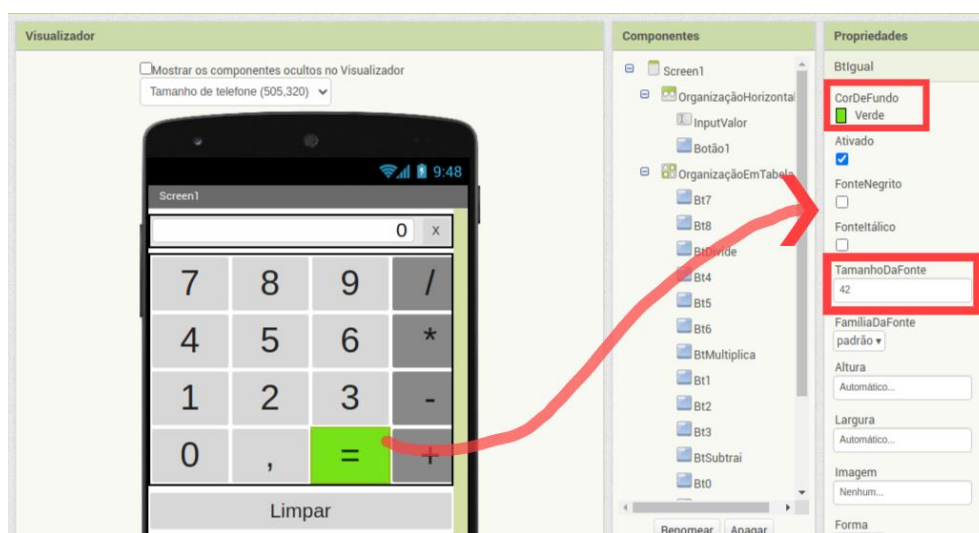 Visualizador
Mostrar os componentes ocultos no Visualizador
Tamanho de telefone (505,320)
9:48
Screen1
0 x
7 8 9 /
4 5 6 *
1 2 3 -
0 , = +
Limpar
Componentes
Screen1
OrganizaçãoHorizontal
InputValor
Botão1
OrganizaçãoEmTabela
Bt7
Bt8
BtDivide
Bt4
Bt5
Bt6
BtMultiplica
Bt1
Bt2
Bt3
BtSubtrai
Bt0
Renomear Apagar
Propriedades
BtIgual
CorDeFundo
Verde
Ativado
FonteNegrito
FonteItálico
TamanhoDaFonte
42
FamíliaDaFonte
padrão
Altura
Automático...
Largura
Automático...
Imagem
Nenhum...
Forma